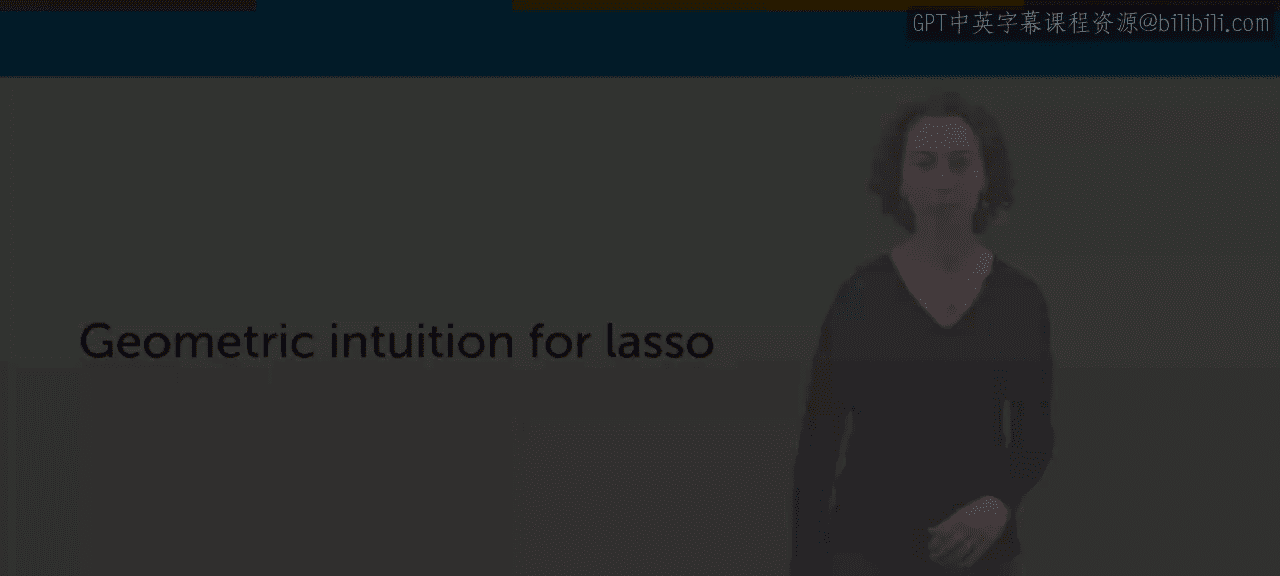 GPT中英字幕课程资源@bilibili.com
Geometric intuition for lasso